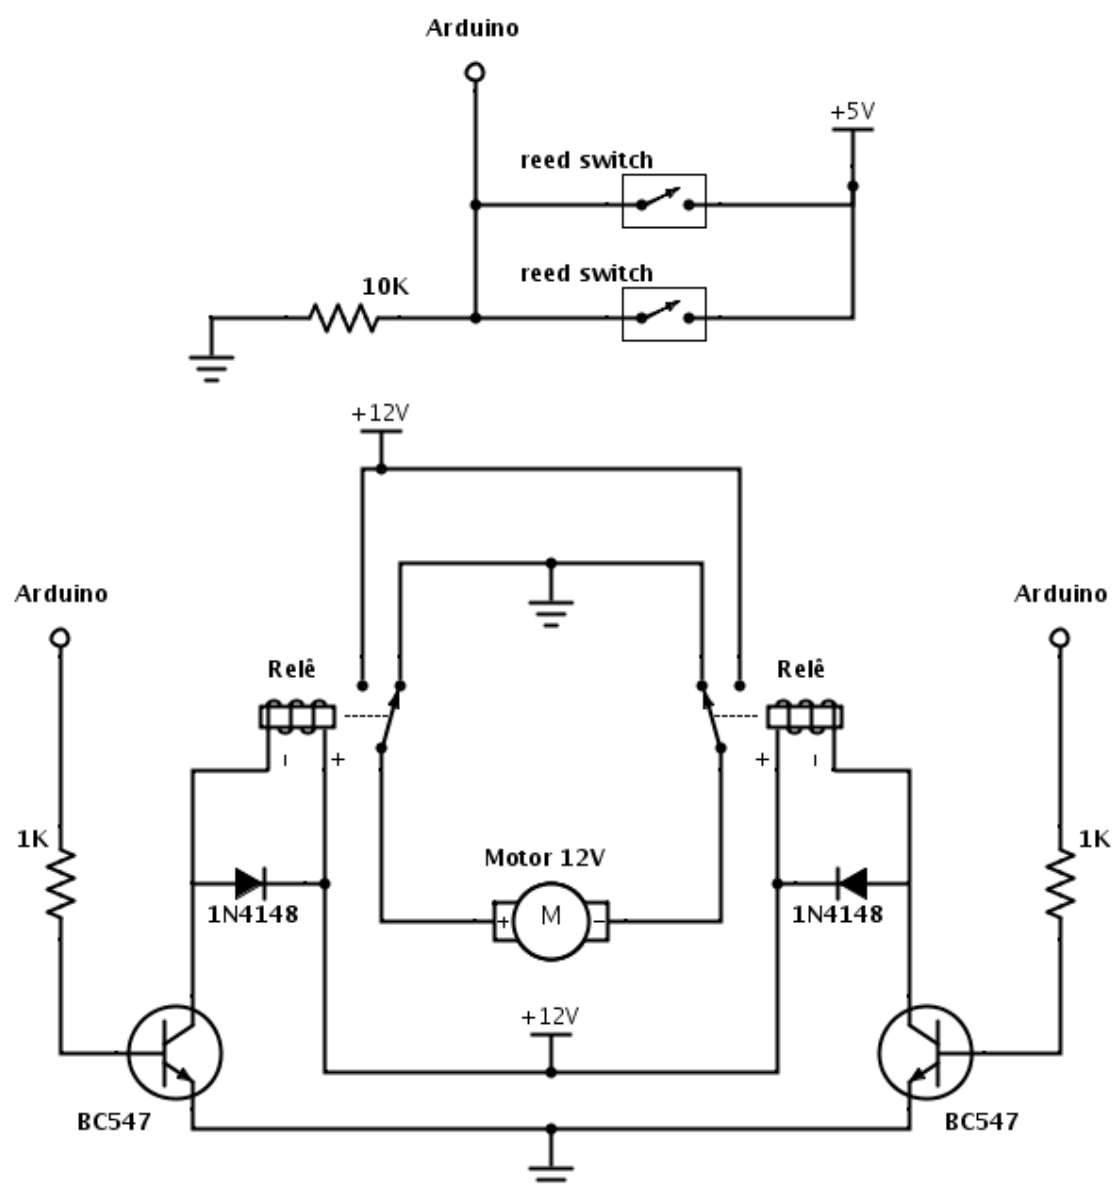 Arduino
+5V
reed switch
reed switch
10K
+12V
Arduino
Arduino
Relê
Relê
- +
+ -
1K
1K
Motor 12V
+ M -
1N4148
1N4148
+12V
BC547
BC547